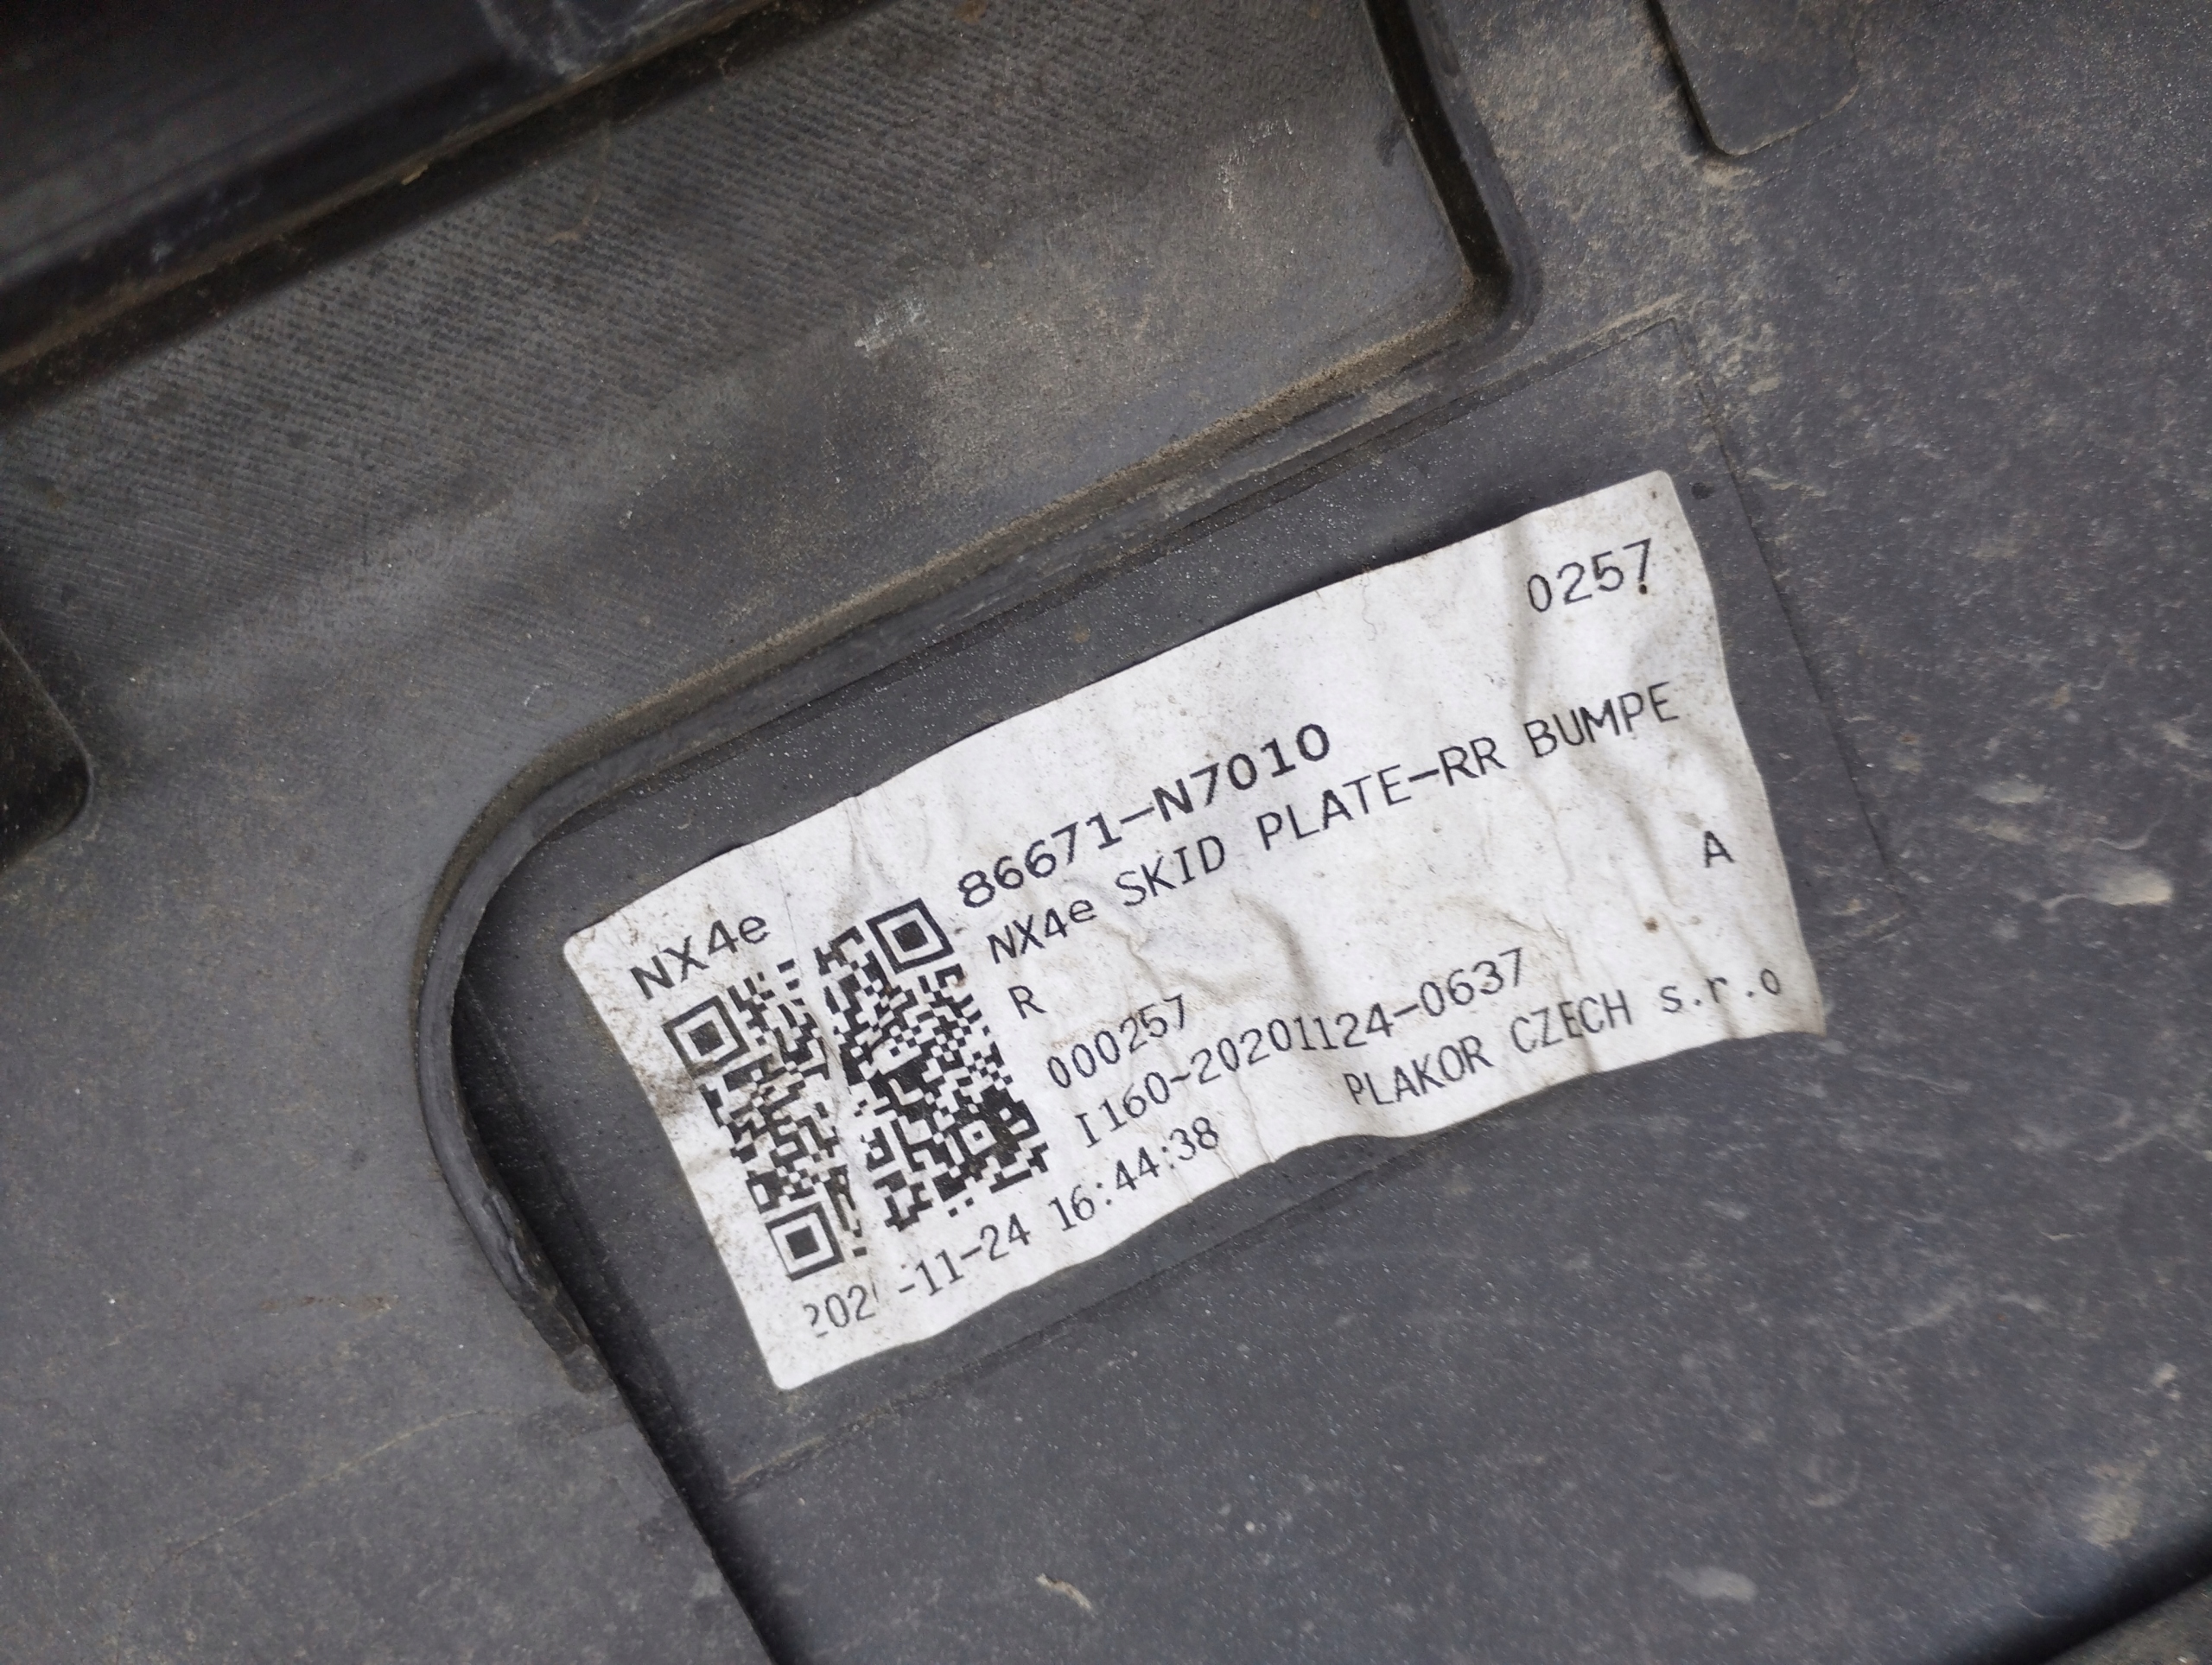 0257
NX4e
86671-N7010
NX4e SKID PLATE-RR BUMPE
R
A
000257
I160-20201124-0637
-11-24 16:44:38
PLAKOR CZECH s.r.o